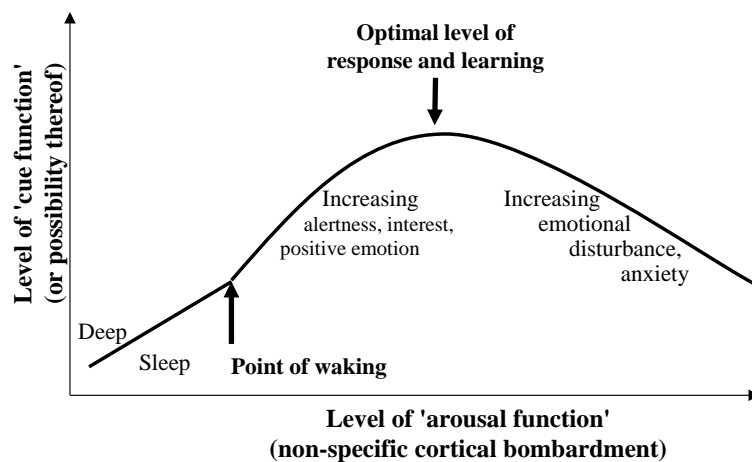 Optimal level of
response and learning
Level of 'cue function'
(or possibility thereof)
Increasing
alertness, interest,
positive emotion
Increasing
emotional
disturbance,
anxiety
Deep
Sleep
Point of waking
Level of 'arousal function'
(non-specific cortical bombardment)